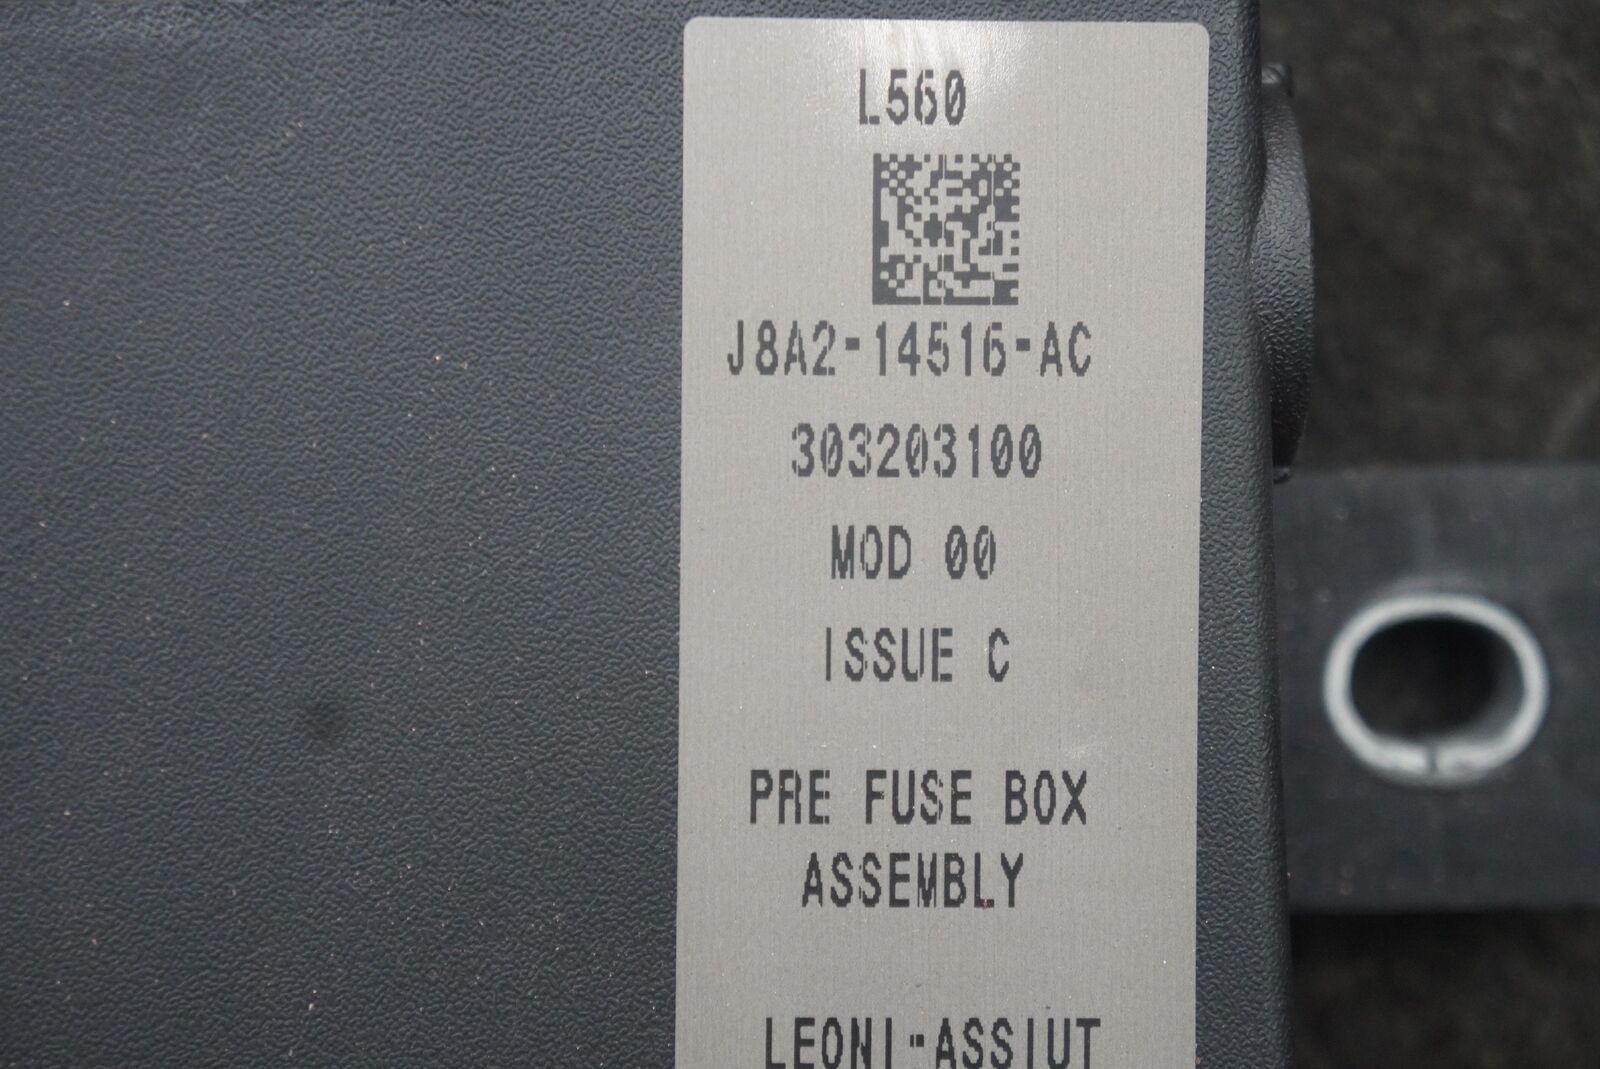 L560
J8A2-14516-AC
303203100
MOD 00
ISSUE C
PRE FUSE BOX
ASSEMBLY
LEONI-ASSIUT